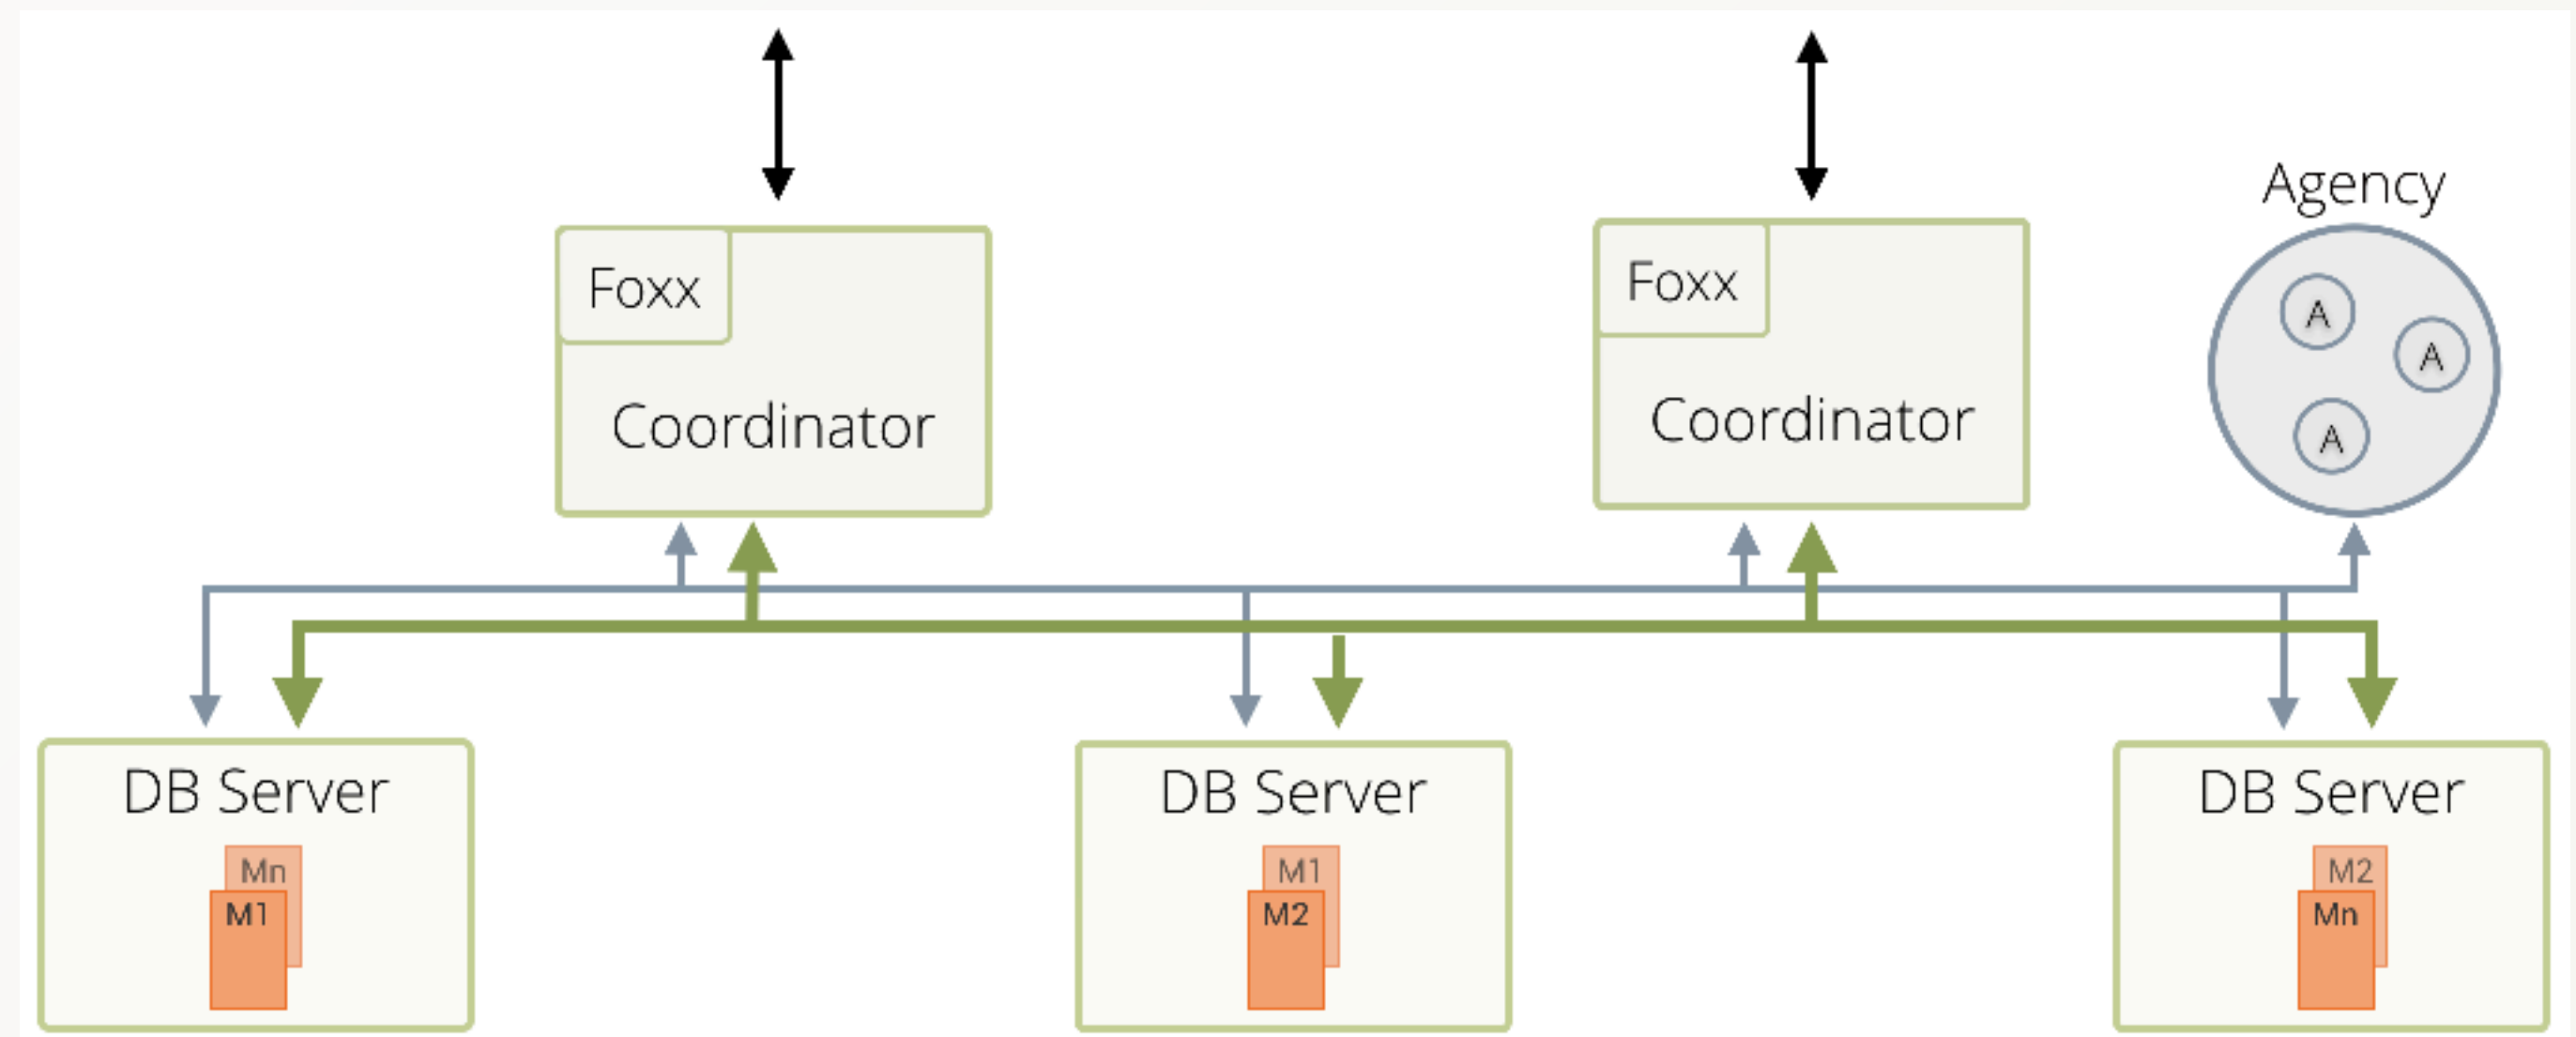 Agency
Foxx
Coordinator
Foxx
Coordinator
A
A
A
DB Server
Mn
M1
DB Server
M1
M2
DB Server
M2
Mn